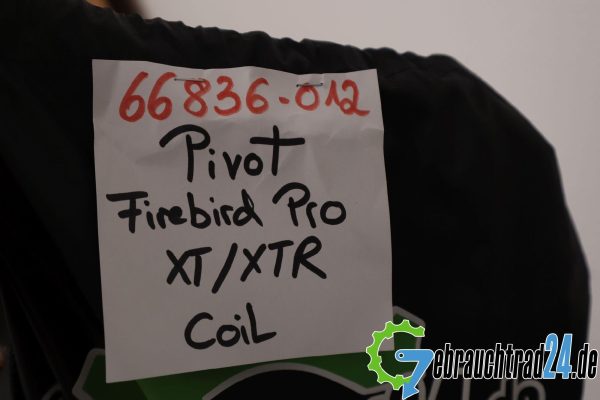 66836-012
Pivot
Firebird Pro
XT/XTR
COiL
Gebrauchtrad24.de